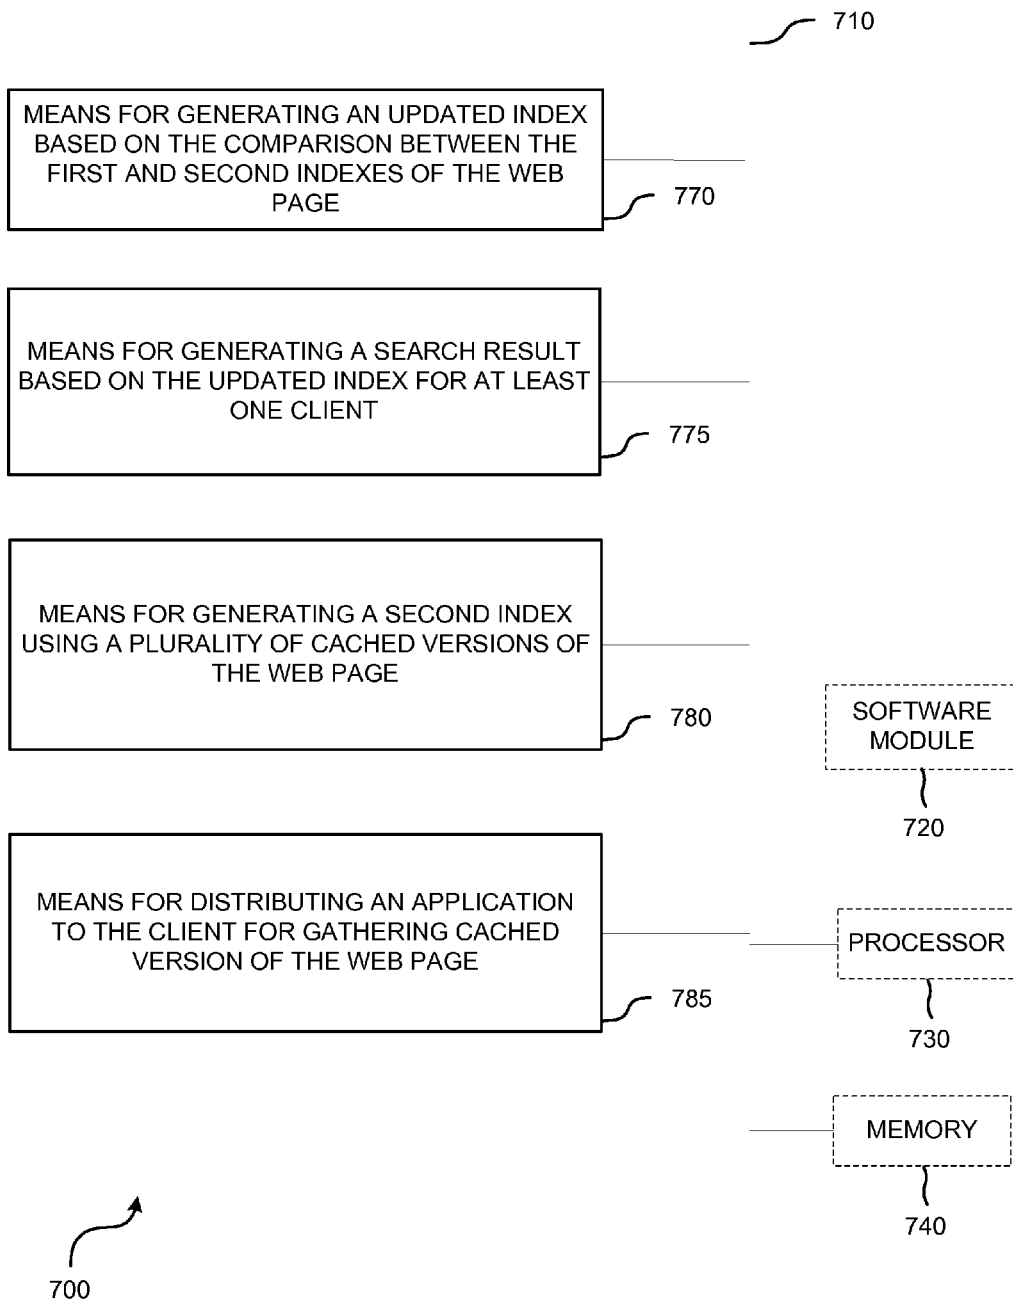 710
MEANS FOR GENERATING AN UPDATED INDEX
BASED ON THE COMPARISON BETWEEN THE
FIRST AND SECOND INDEXES OF THE WEB
PAGE
770
MEANS FOR GENERATING A SEARCH RESULT
BASED ON THE UPDATED INDEX FOR AT LEAST
ONE CLIENT
775
MEANS FOR GENERATING A SECOND INDEX
USING A PLURALITY OF CACHED VERSIONS OF
THE WEB PAGE
780
SOFTWARE
MODULE
720
MEANS FOR DISTRIBUTING AN APPLICATION
TO THE CLIENT FOR GATHERING CACHED
VERSION OF THE WEB PAGE
785
PROCESSOR
730
MEMORY
740
700